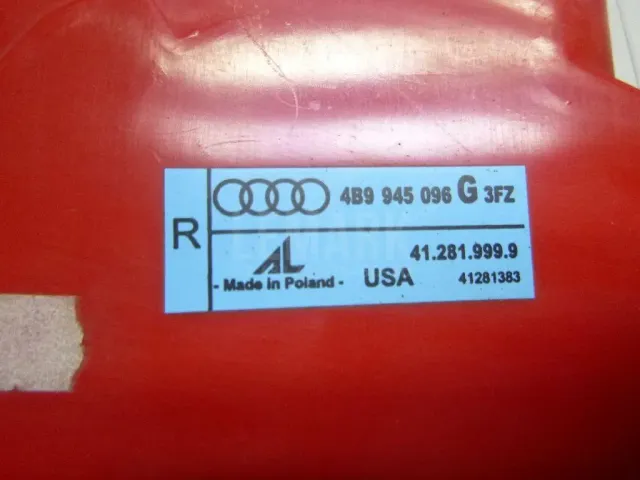 R
4B9 945 096 G 3FZ
AL
41.281.999.9
- Made in Poland - USA 41281383